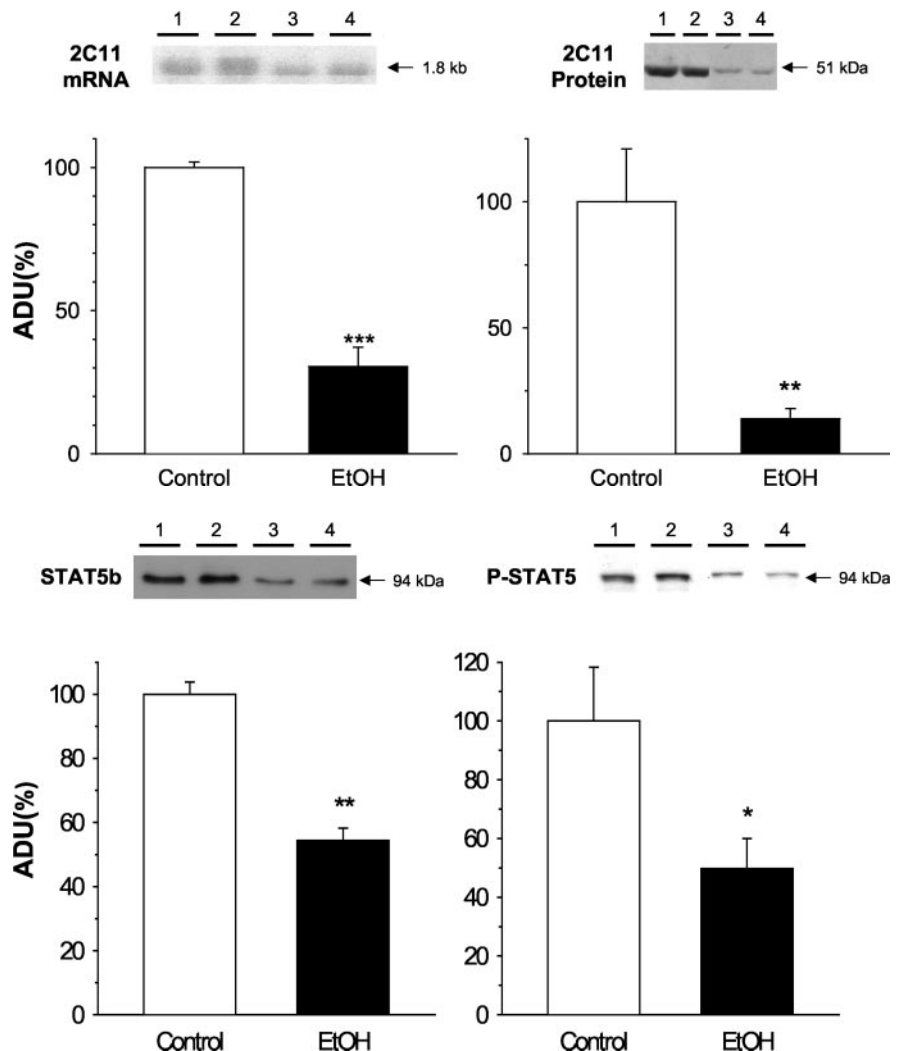 1 2 3 4
2C11 mRNA
1.8 kb
1 2 3 4
2C11 Protein
51 kDa
ADU(%)
100
50
0
***
Control EtOH
100
50
0
**
Control EtOH
1 2 3 4
STAT5b
94 kDa
1 2 3 4
P-STAT5
94 kDa
ADU(%)
100
80
60
40
20
0
**
Control EtOH
120
100
80
60
40
20
0
*
Control EtOH